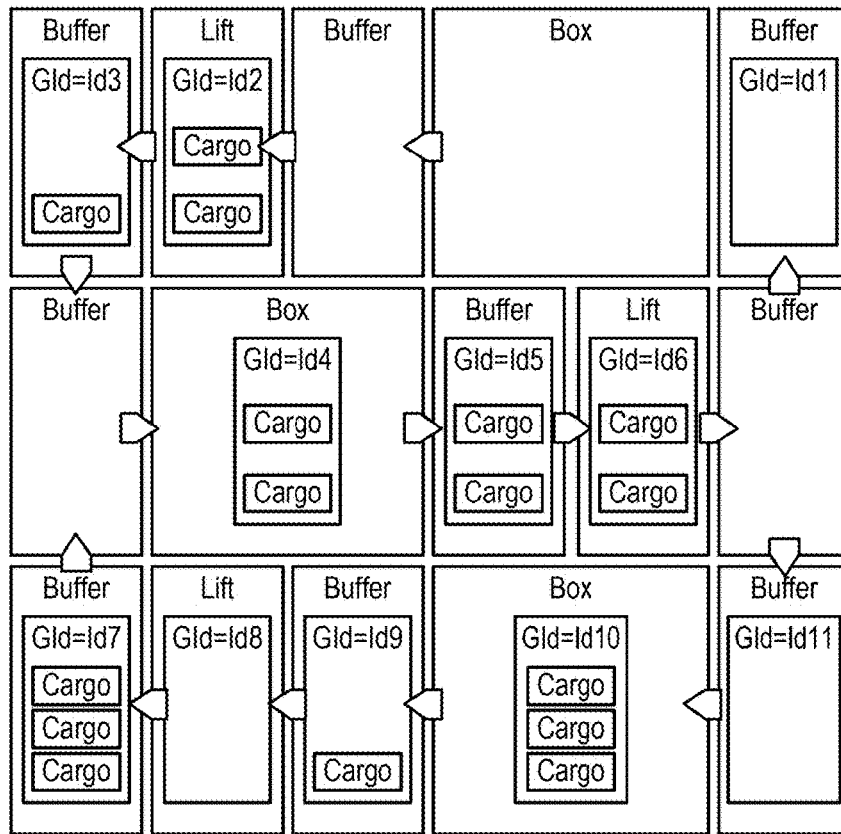 Buffer Lift Buffer Box Buffer
GId=Id3 GId=Id2 GId=Id1
Cargo
Cargo Cargo
Buffer Box Buffer Lift Buffer
GId=Id4 GId=Id5 GId=Id6
Cargo Cargo Cargo
Cargo Cargo Cargo
Buffer Lift Buffer Box Buffer
GId=Id7 GId=Id8 GId=Id9 GId=Id10 GId=Id11
Cargo Cargo
Cargo Cargo
Cargo Cargo Cargo